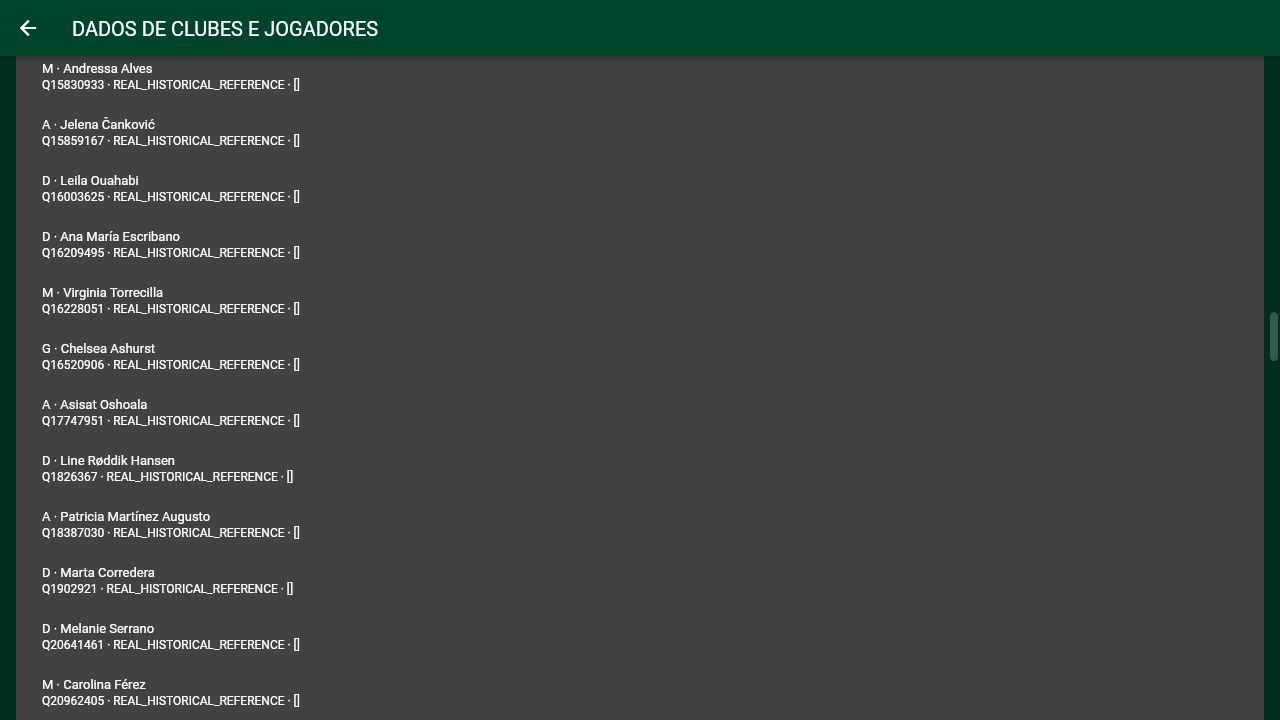 DADOS DE CLUBES E JOGADORES
M · Andressa Alves
Q15830933 · REAL_HISTORICAL_REFERENCE · []
A · Jelena Čanković
Q15859167 · REAL_HISTORICAL_REFERENCE · []
D · Leila Ouahabi
Q16003625 · REAL_HISTORICAL_REFERENCE · []
D · Ana María Escribano
Q16209495 · REAL_HISTORICAL_REFERENCE · []
M · Virginia Torrecilla
Q16228051 · REAL_HISTORICAL_REFERENCE · []
G · Chelsea Ashurst
Q16520906 · REAL_HISTORICAL_REFERENCE · []
A · Asisat Oshoala
Q17747951 · REAL_HISTORICAL_REFERENCE · []
D · Line Røddik Hansen
Q1826367 · REAL_HISTORICAL_REFERENCE · []
A · Patricia Martínez Augusto
Q18387030 · REAL_HISTORICAL_REFERENCE · []
D · Marta Corredera
Q1902921 · REAL_HISTORICAL_REFERENCE · []
D · Melanie Serrano
Q20641461 · REAL_HISTORICAL_REFERENCE · []
M · Carolina Férez
Q20962405 · REAL_HISTORICAL_REFERENCE · []